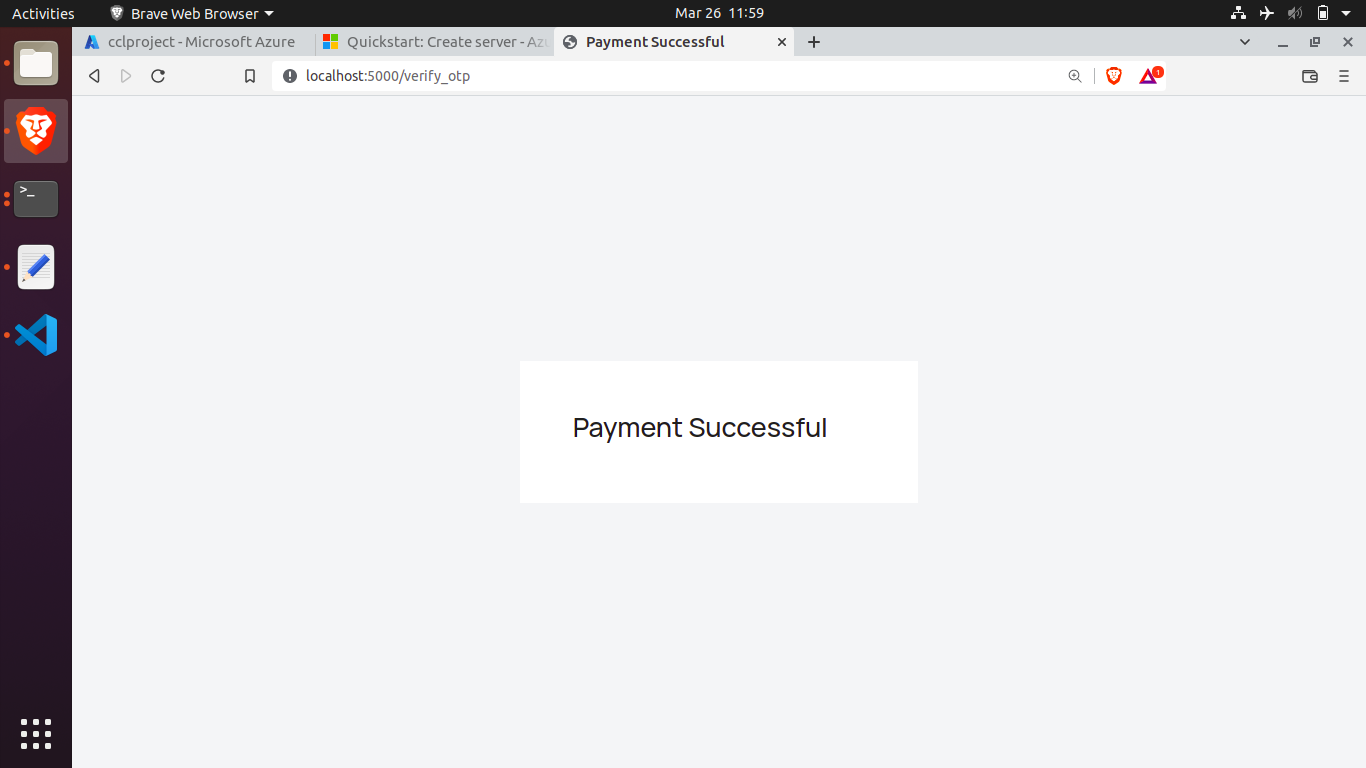 Activities Brave Web Browser Mar 26 11:59
cclproject - Microsoft Azure Quickstart: Create server - Az Payment Successful
localhost:5000/verify_otp 1
>_
Payment Successful